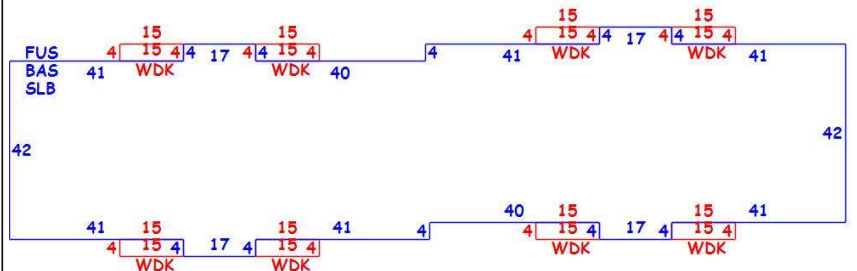 15 15
15 15
4 15 4 4 17 4 15 4
4 15 4 4 17 4 15 4
FUS WDK 4 WDK
BAS 41 40 4 41 WDK WDK 41
SLB
42 42
40 15 15 41
41 15 15 41 4 4 15 4 17 4 15 4
4 15 4 17 4 15 4 WDK WDK
WDK WDK